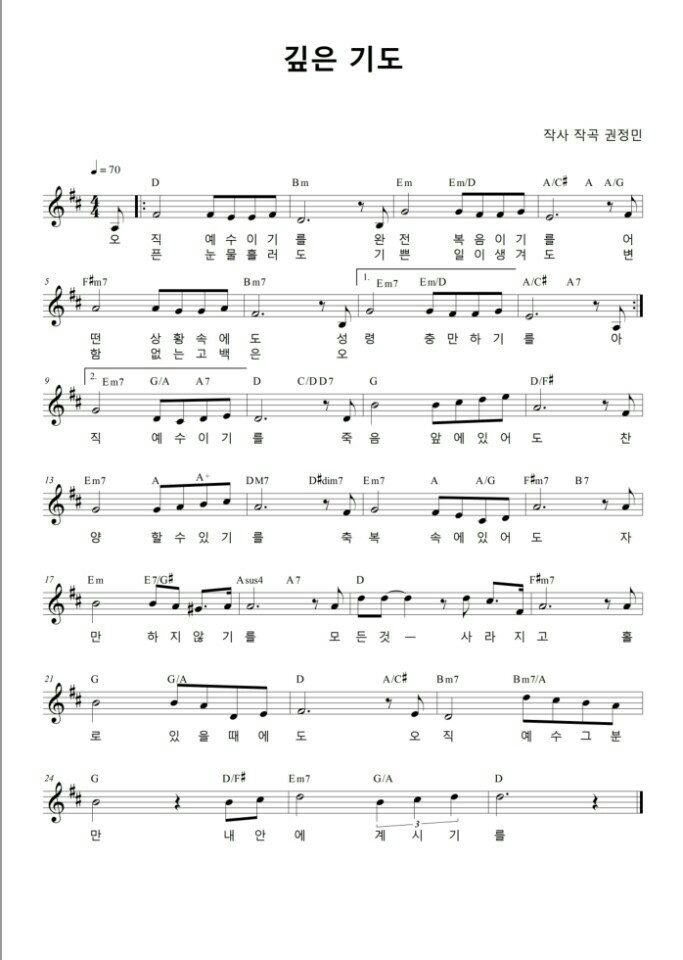 깊은 기도
작사 작곡 권정민
♩= 70
D Bm Em Em/D A/C# A A/G
4 4
오 직 예 수 이 기 를 완 전 복 음 이 기 를 어
픈 눈 물 흘 러 도 기 쁜 일 이 생 겨 도 변
5 F#m7 Bm7 1. Em7 Em/D A/C# A7
떤 상 황 속 에 도 성 령 충 만 하 기 를 아
함 없 는 고 백 은 오
9 2. Em7 G/A A7 D C/D D7 G D/F#
직 예 수 이 기 를 죽 음 앞 에 있 어 도 찬
13 Em7 A A+ DM7 D#dim7 Em7 A A/G F#m7 B7
양 할 수 있 기 를 축 복 속 에 있 어 도 자
17 Em E7/G# Asus4 A7 D F#m7
만 하 지 않 기 를 모 든 것 ― 사 라 지 고 홀
21 G G/A D A/C# Bm7 Bm7/A
로 있 을 때 에 도 오 직 예 수 그 분
24 G D/F# Em7 G/A D
3
만 내 안 에 계 시 기 를